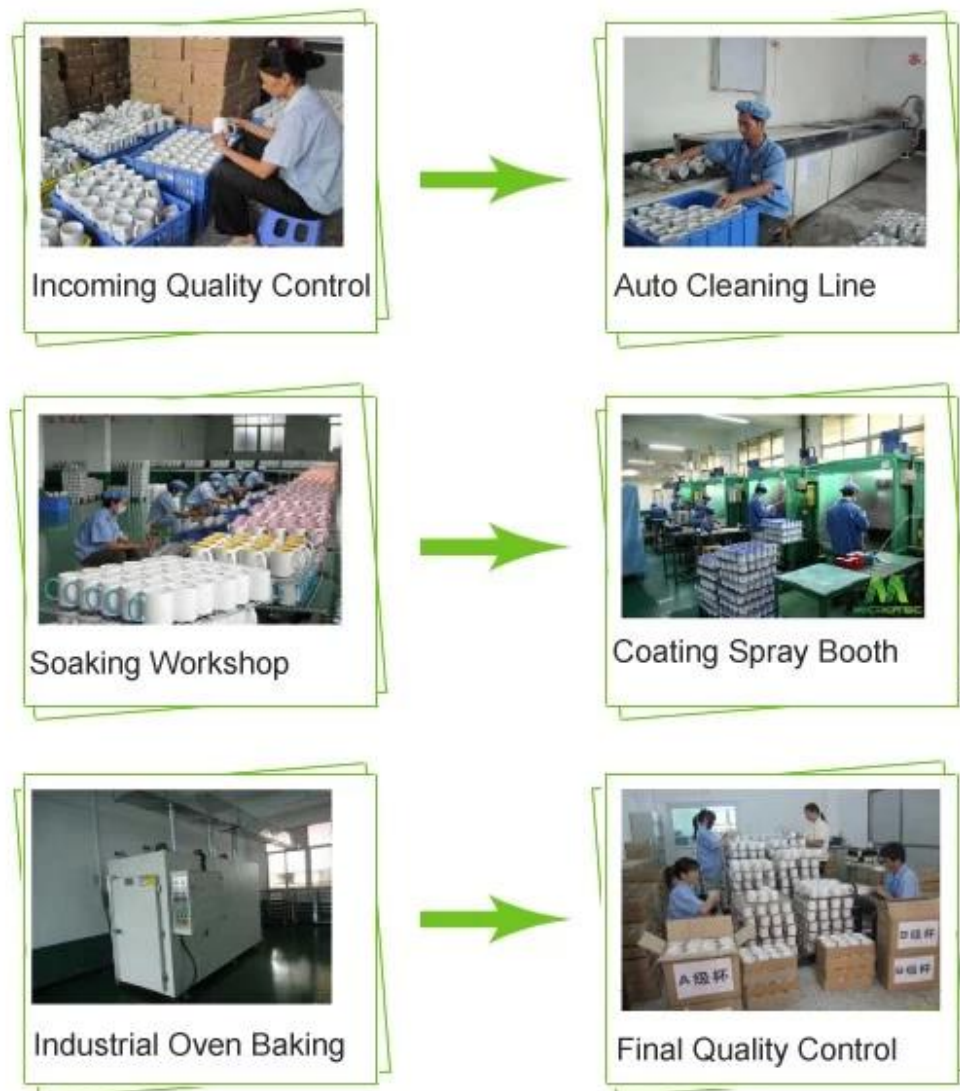 Incoming Quality Control
Auto Cleaning Line
Soaking Workshop
Coating Spray Booth
Industrial Oven Baking
Final Quality Control
A级杯